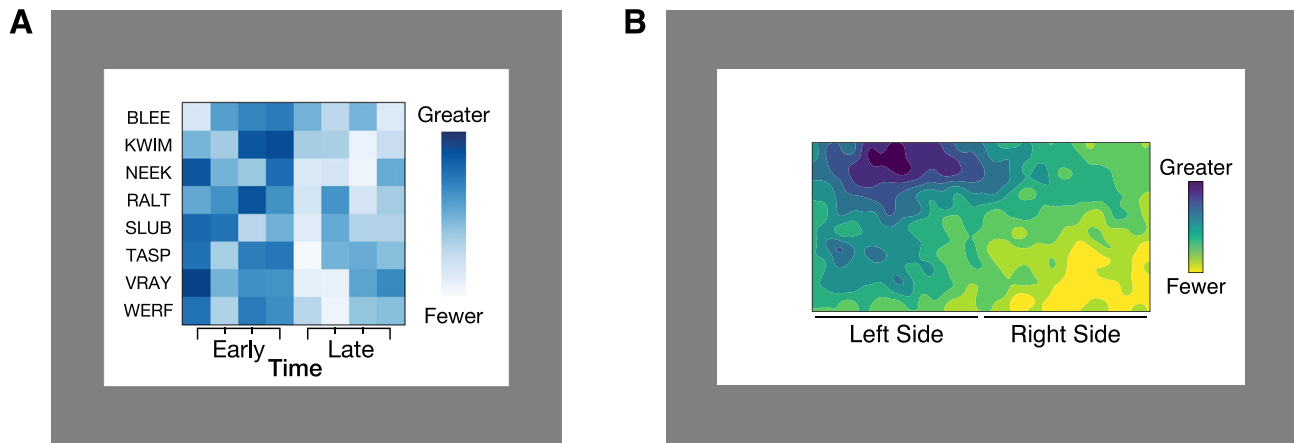 A
BLEE
KWIM
NEEK
RALT
SLUB
TASP
VRAY
WERF
Greater
Fewer
Early
Late
Time
B
Greater
Fewer
Left Side
Right Side